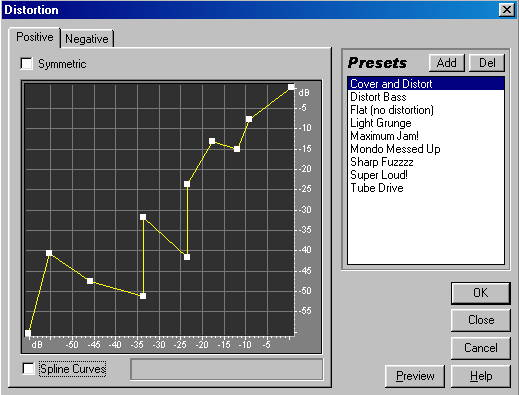 Distortion
Positive
Negative
Symmetric
dB
-5
-10
-15
-20
-25
-30
-35
-40
-45
-50
-55
dB -50 -45 -40 -35 -30 -25 -20 -15 -10 -5
Spline Curves
Presets Add Del
Cover and Distort
Distort Bass
Flat (no distortion)
Light Grunge
Maximum Jam!
Mondo Messed Up
Sharp Fuzzzz
Super Loud!
Tube Drive
OK
Close
Cancel
Preview Help